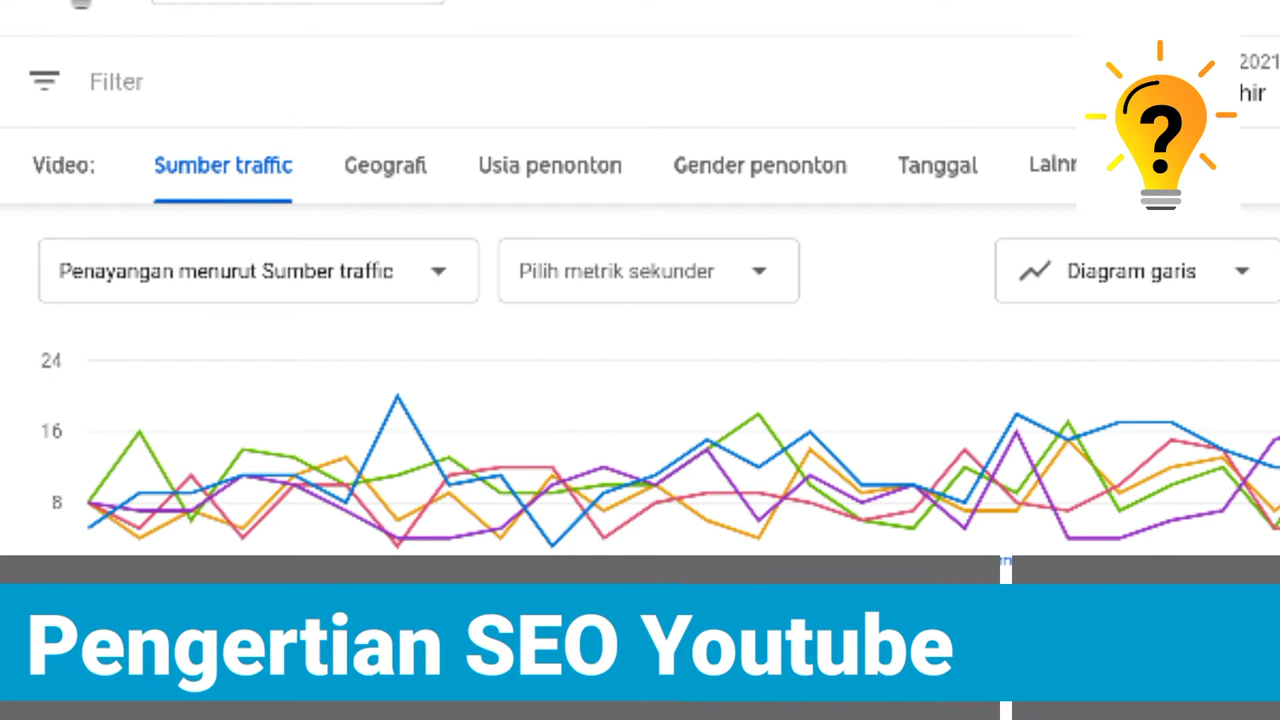 2021
Filter
hir
Video: Sumber traffic Geografi Usia penonton Gender penonton Tanggal
Penayangan menurut Sumber traffic Pilih metrik sekunder Diagram garis
24
16
8
?
Pengertian SEO Youtube